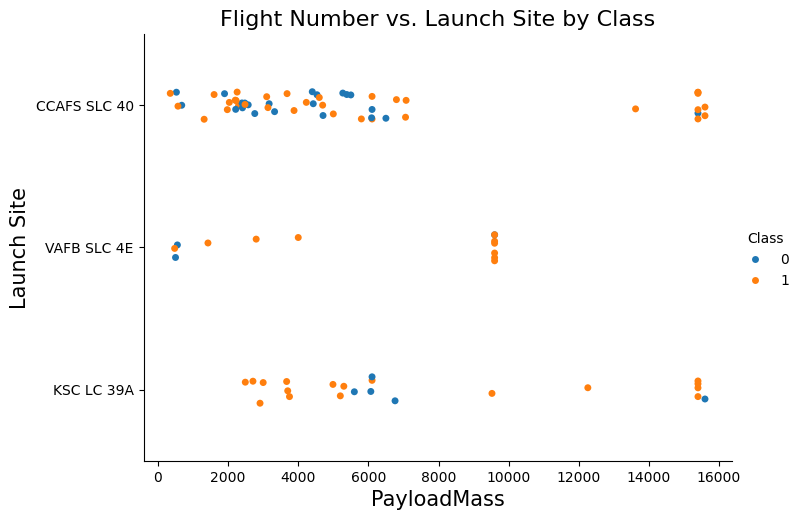 Flight Number vs. Launch Site by Class
Launch Site
CCAFS SLC 40
VAFB SLC 4E
KSC LC 39A
Class
0
1
0 2000 4000 6000 8000 10000 12000 14000 16000
PayloadMass